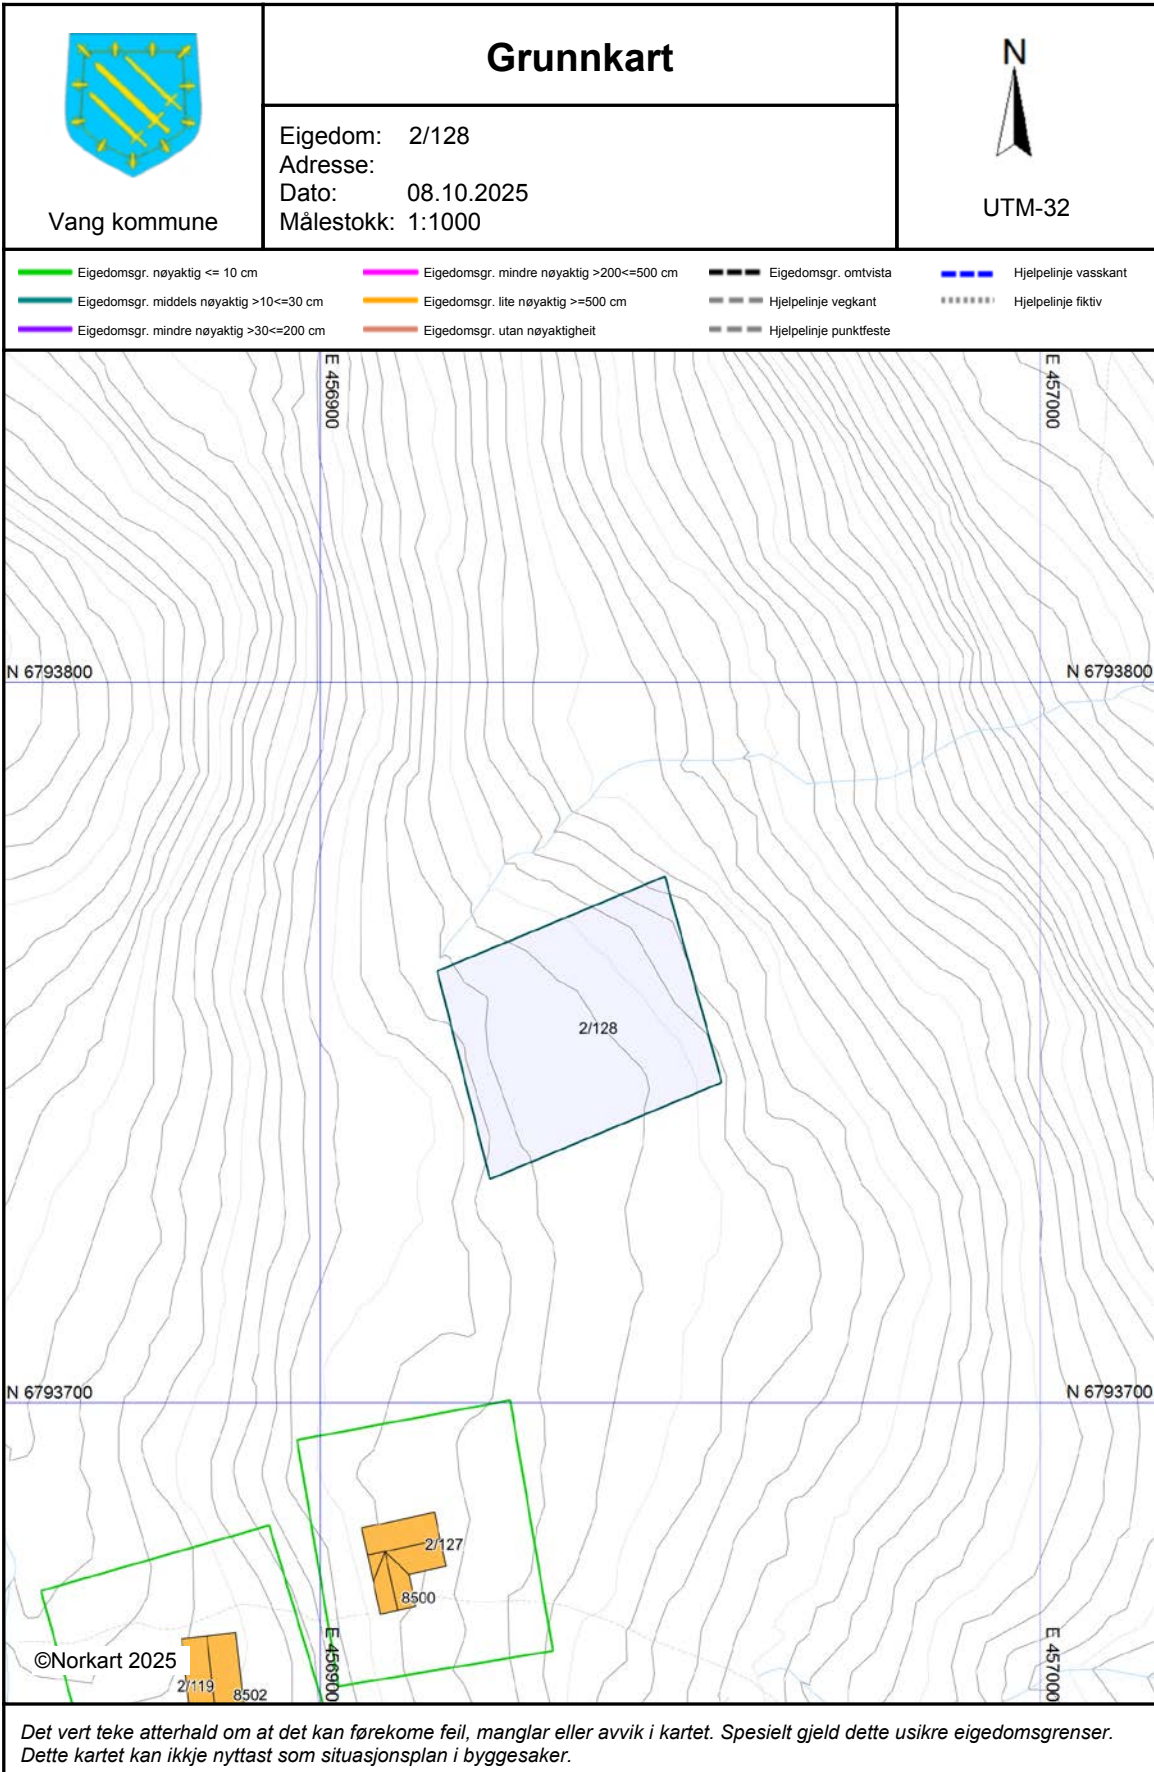 Vang kommune
Grunnkart
Eigedom: 2/128
Adresse:
Dato: 08.10.2025
Målestokk: 1:1000
N
UTM-32
Eigedomsgr. nøyaktig <= 10 cm
Eigedomsgr. middels nøyaktig >10<=30 cm
Eigedomsgr. mindre nøyaktig >30<=200 cm
Eigedomsgr. mindre nøyaktig >200<=500 cm
Eigedomsgr. lite nøyaktig >=500 cm
Eigedomsgr. utan nøyaktigheit
Eigedomsgr. omtvista
Hjelpelinje vegkant
Hjelpelinje punktfeste
Hjelpelinje vasskant
Hjelpelinje fiktiv
E 456900
E 457000
N 6793800
N 6793800
2/128
N 6793700
N 6793700
2/127
8500
E 456900
E 457000
©Norkart 2025
2/119
8502
Det vert teke atterhald om at det kan førekome feil, manglar eller avvik i kartet. Spesielt gjeld dette usikre eigedomsgrenser.
Dette kartet kan ikkje nyttast som situasjonsplan i byggesaker.